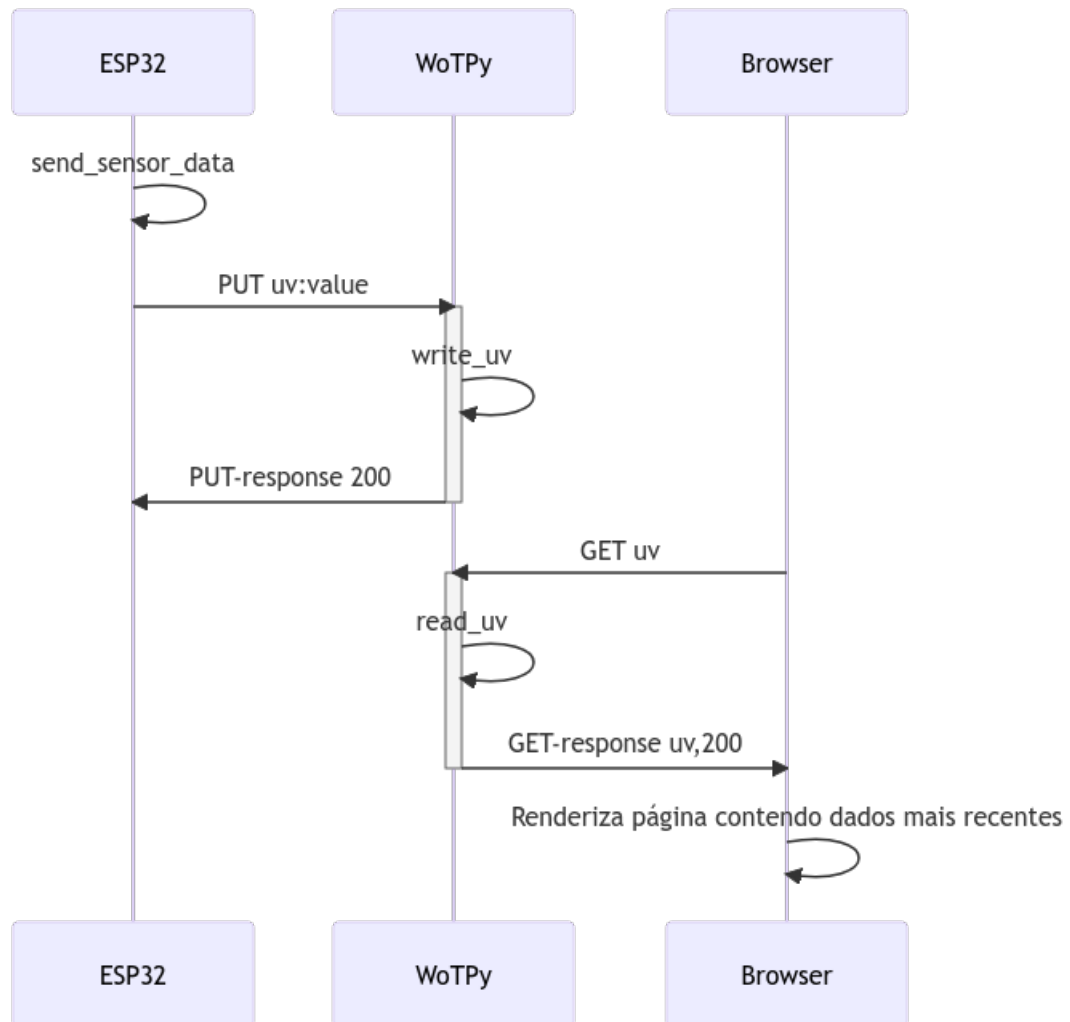 ESP32
WoTPy
Browser
send_sensor_data
PUT uv:value
write_uv
PUT-response 200
GET uv
read_uv
GET-response uv,200
Renderiza página contendo dados mais recentes
ESP32
WoTPy
Browser